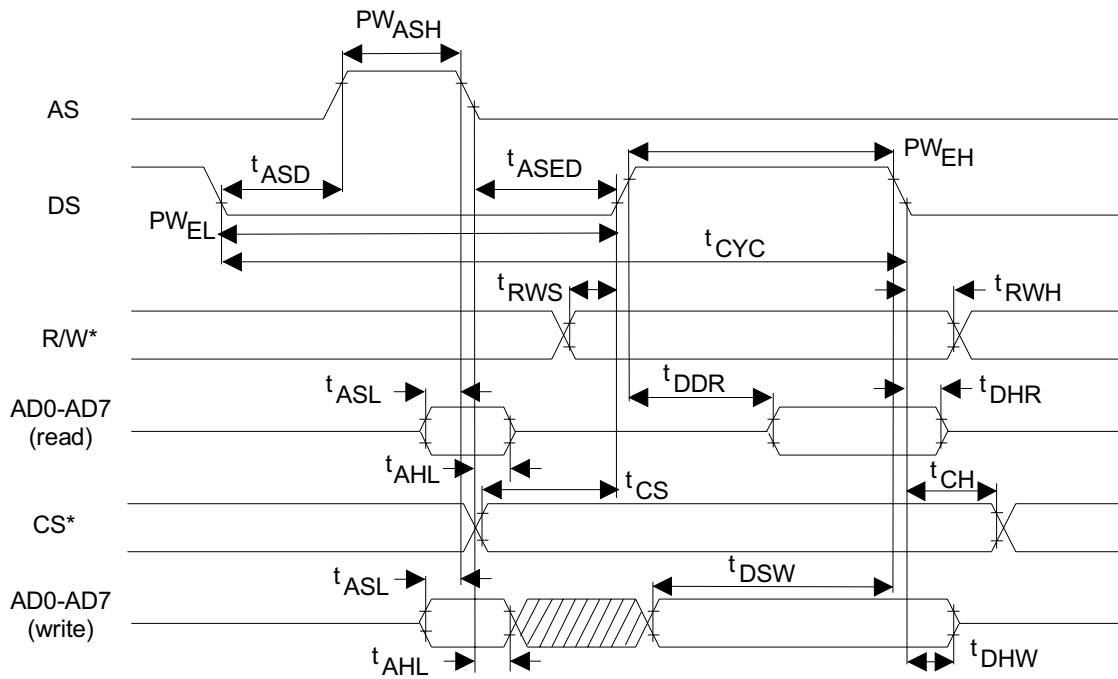 PWASH
AS
tASD
tASED
PWEH
DS
PWEL
tCYC
tRWS
tRWH
R/W*
tASL
tDDR
tDHR
AD0-AD7
(read)
tAHL
tCS
tCH
CS*
tASL
tDSW
AD0-AD7
(write)
tAHL
tDHW